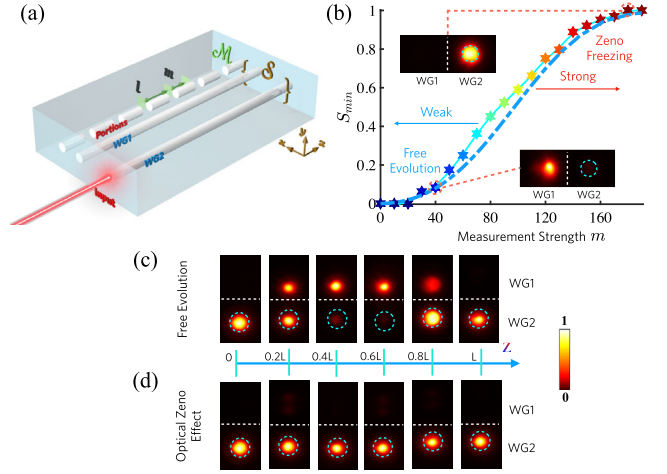 (a)
ℳ
l
m
S
Portions
WG1
WG2
Input
x
y
z
(b)
1
0.8
0.6
0.4
0.2
0
S_min
0
40
80
120
160
Measurement Strength m
WG1
WG2
Zeno
Freezing
Strong
Weak
Free
Evolution
WG1
WG2
(c)
Free Evolution
WG1
WG2
0
0.2L
0.4L
0.6L
0.8L
L
Z
1
0
(d)
Optical Zeno
Effect
WG1
WG2